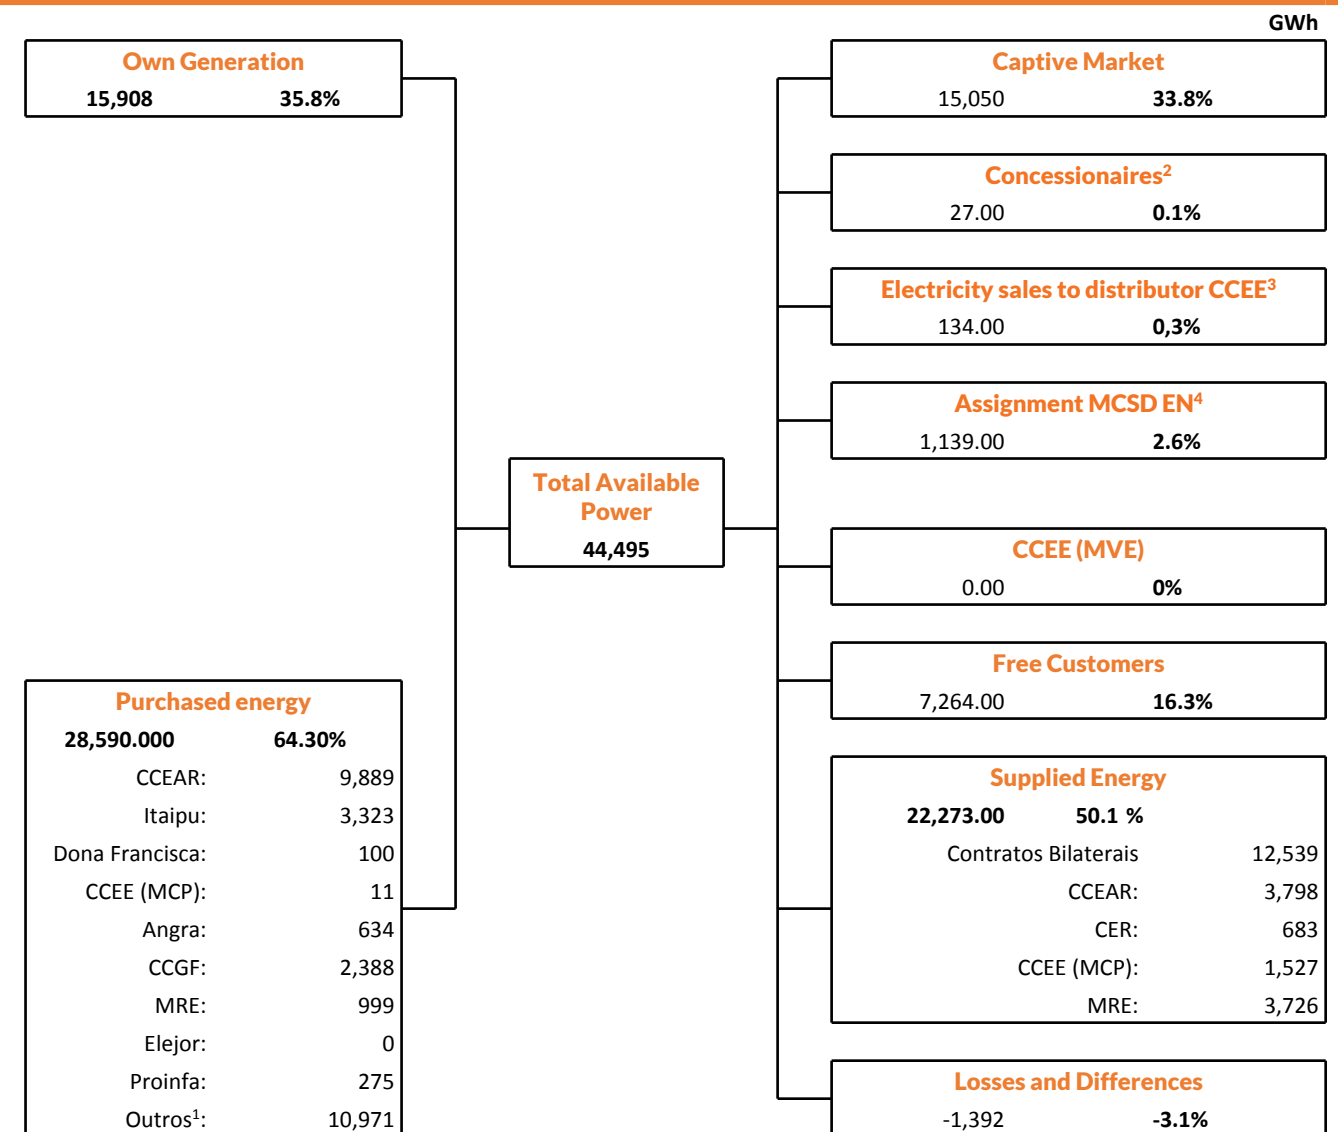 GWh
Own Generation
15,908 35.8%
Purchased energy
28,590.000 64.30%
CCEAR: 9,889
Itaipu: 3,323
Dona Francisca: 100
CCEE (MCP): 11
Angra: 634
CCGF: 2,388
MRE: 999
Elejor: 0
Proinfa: 275
Outros¹: 10,971
Total Available
Power
44,495
Captive Market
15,050 33.8%
Concessionaires²
27.00 0.1%
Electricity sales to distributor CCEE³
134.00 0,3%
Assignment MCSD EN⁴
1,139.00 2.6%
CCEE (MVE)
0.00 0%
Free Customers
7,264.00 16.3%
Supplied Energy
22,273.00 50.1 %
Contratos Bilaterais 12,539
CCEAR: 3,798
CER: 683
CCEE (MCP): 1,527
MRE: 3,726
Losses and Differences
-1,392 -3.1%